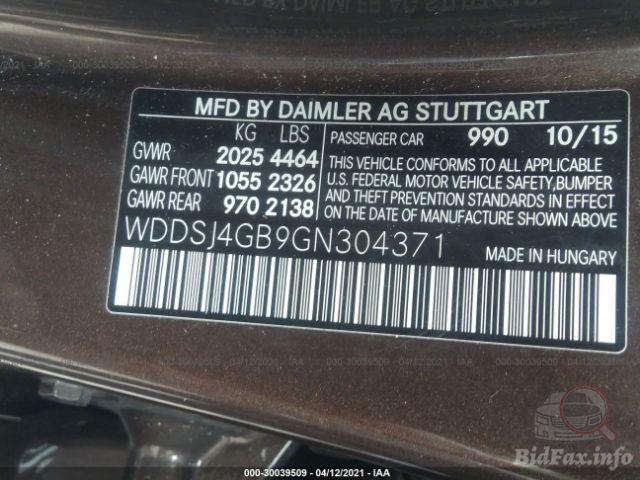 MFD BY DAIMLER AG STUTTGART
KG LBS
GVWR 2025 4464
GAWR FRONT 1055 2326
GAWR REAR 970 2138
PASSENGER CAR 990 10/15
THIS VEHICLE CONFORMS TO ALL APPLICABLE
U.S. FEDERAL MOTOR VEHICLE SAFETY,BUMPER
AND THEFT PREVENTION STANDARDS IN EFFECT
ON THE DATE OF MANUFACTURE SHOWN ABOVE.
WDDSJ4GB9GN304371
MADE IN HUNGARY
BidFax.info
000-30039509 - 04/12/2021 - IAA